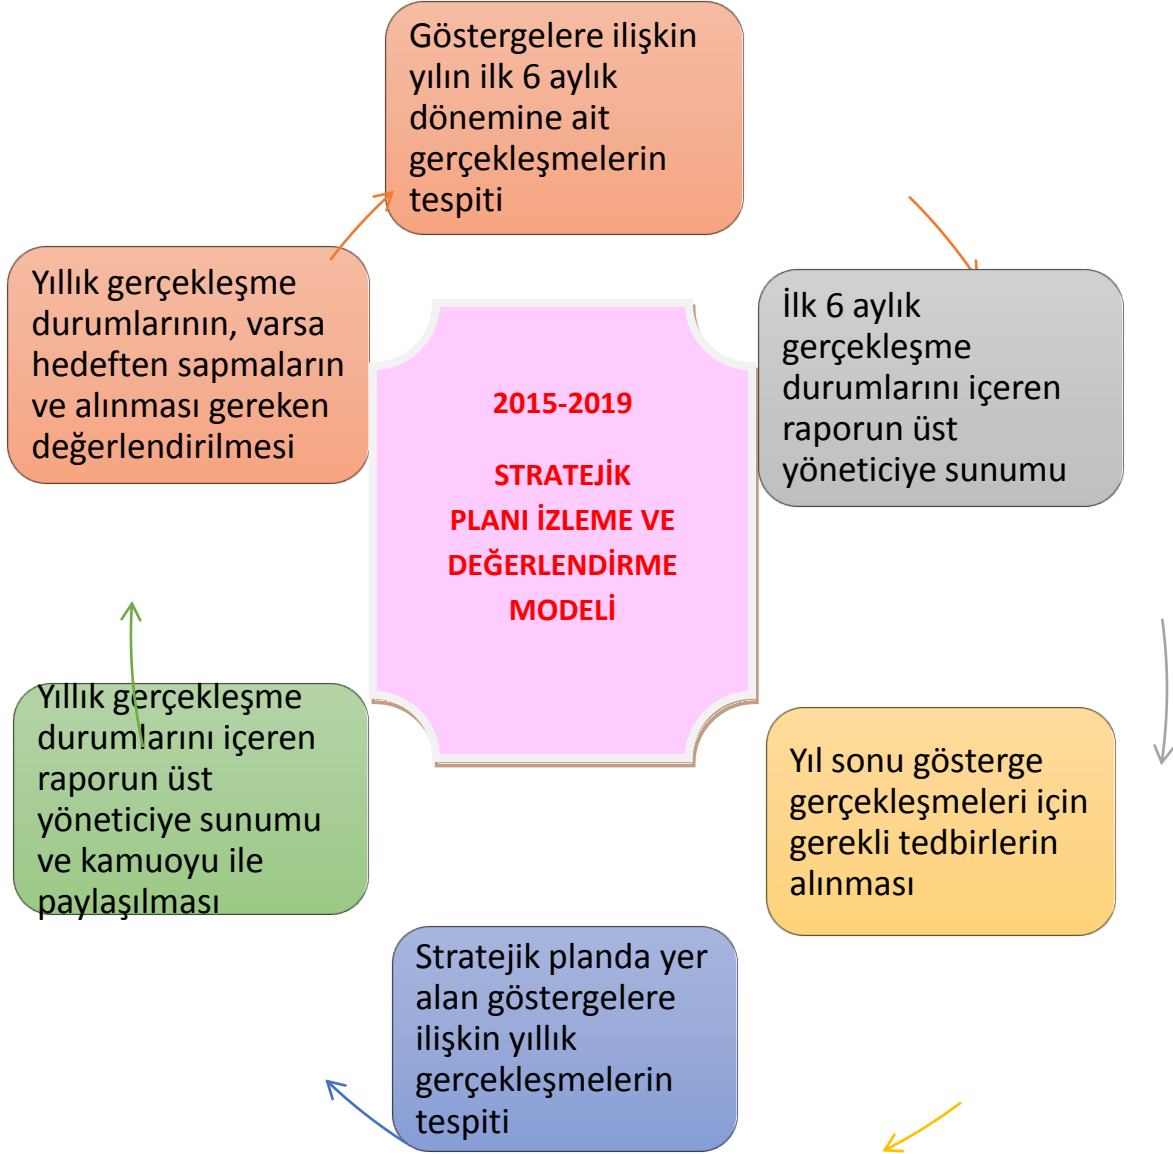 Göstergelere ilişkin
yılın ilk 6 aylık
dönemine ait
gerçekleşmelerin
tespiti
İlk 6 aylık
gerçekleşme
durumlarını içeren
raporun üst
yöneticiye sunumu
Yıl sonu gösterge
gerçekleşmeleri için
gerekli tedbirlerin
alınması
Stratejik planda yer
alan göstergelere
ilişkin yıllık
gerçekleşmelerin
tespiti
Yıllık gerçekleşme
durumlarını içeren
raporun üst
yöneticiye sunumu
ve kamuoyu ile
paylaşılması
Yıllık gerçekleşme
durumlarının, varsa
hedeften sapmaların
ve alınması gereken
değerlendirilmesi
2015-2019
STRATEJİK
PLANI İZLEME VE
DEĞERLENDİRME
MODELİ